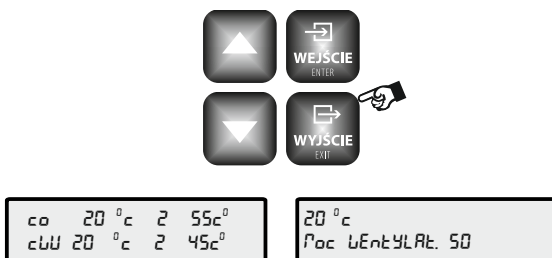 WEJŚCIE
ENTER
WYJŚCIE
EXIT
co 20 °c 2 55c°
cWU 20 °c 2 45c°
20 °c
Moc WEntYLAt. 50